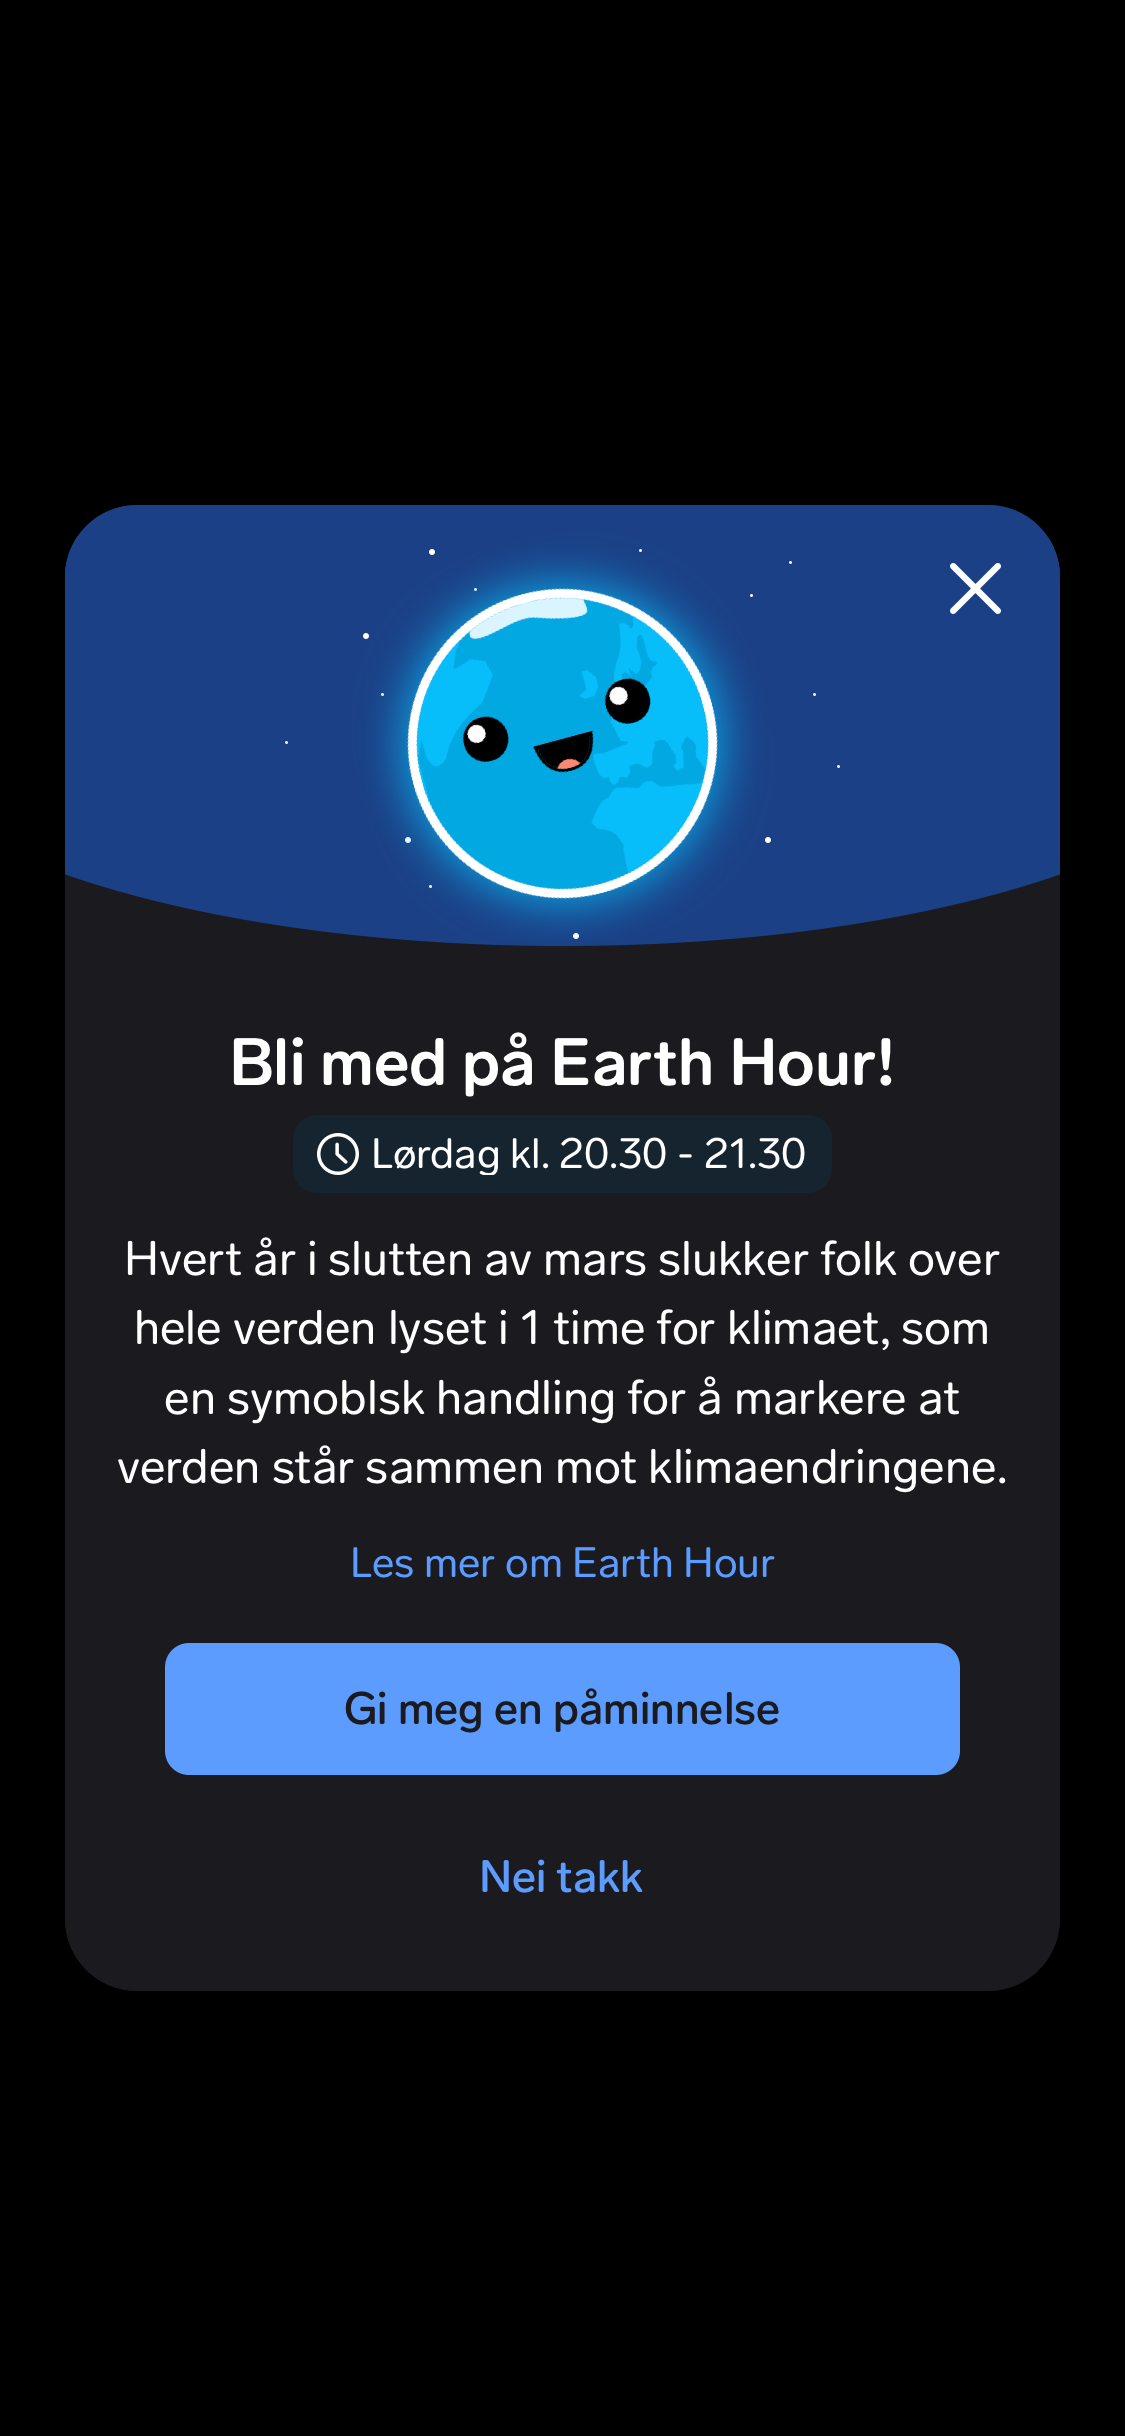 Bli med på Earth Hour!
Lørdag kl. 20.30 - 21.30
Hvert år i slutten av mars slukker folk over
hele verden lyset i 1 time for klimaet, som
en symoblsk handling for å markere at
verden står sammen mot klimaendringene.
Les mer om Earth Hour
Gi meg en påminnelse
Nei takk